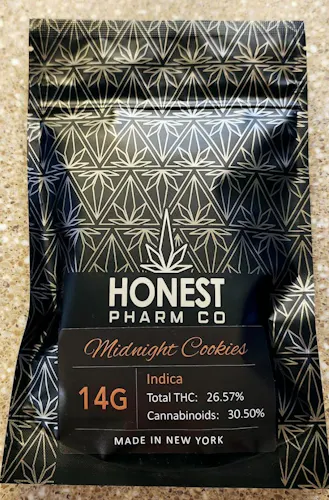 HONEST
PHARM CO
Midnight Cookies
14G
Indica
Total THC: 26.57%
Cannabinoids: 30.50%
MADE IN NEW YORK